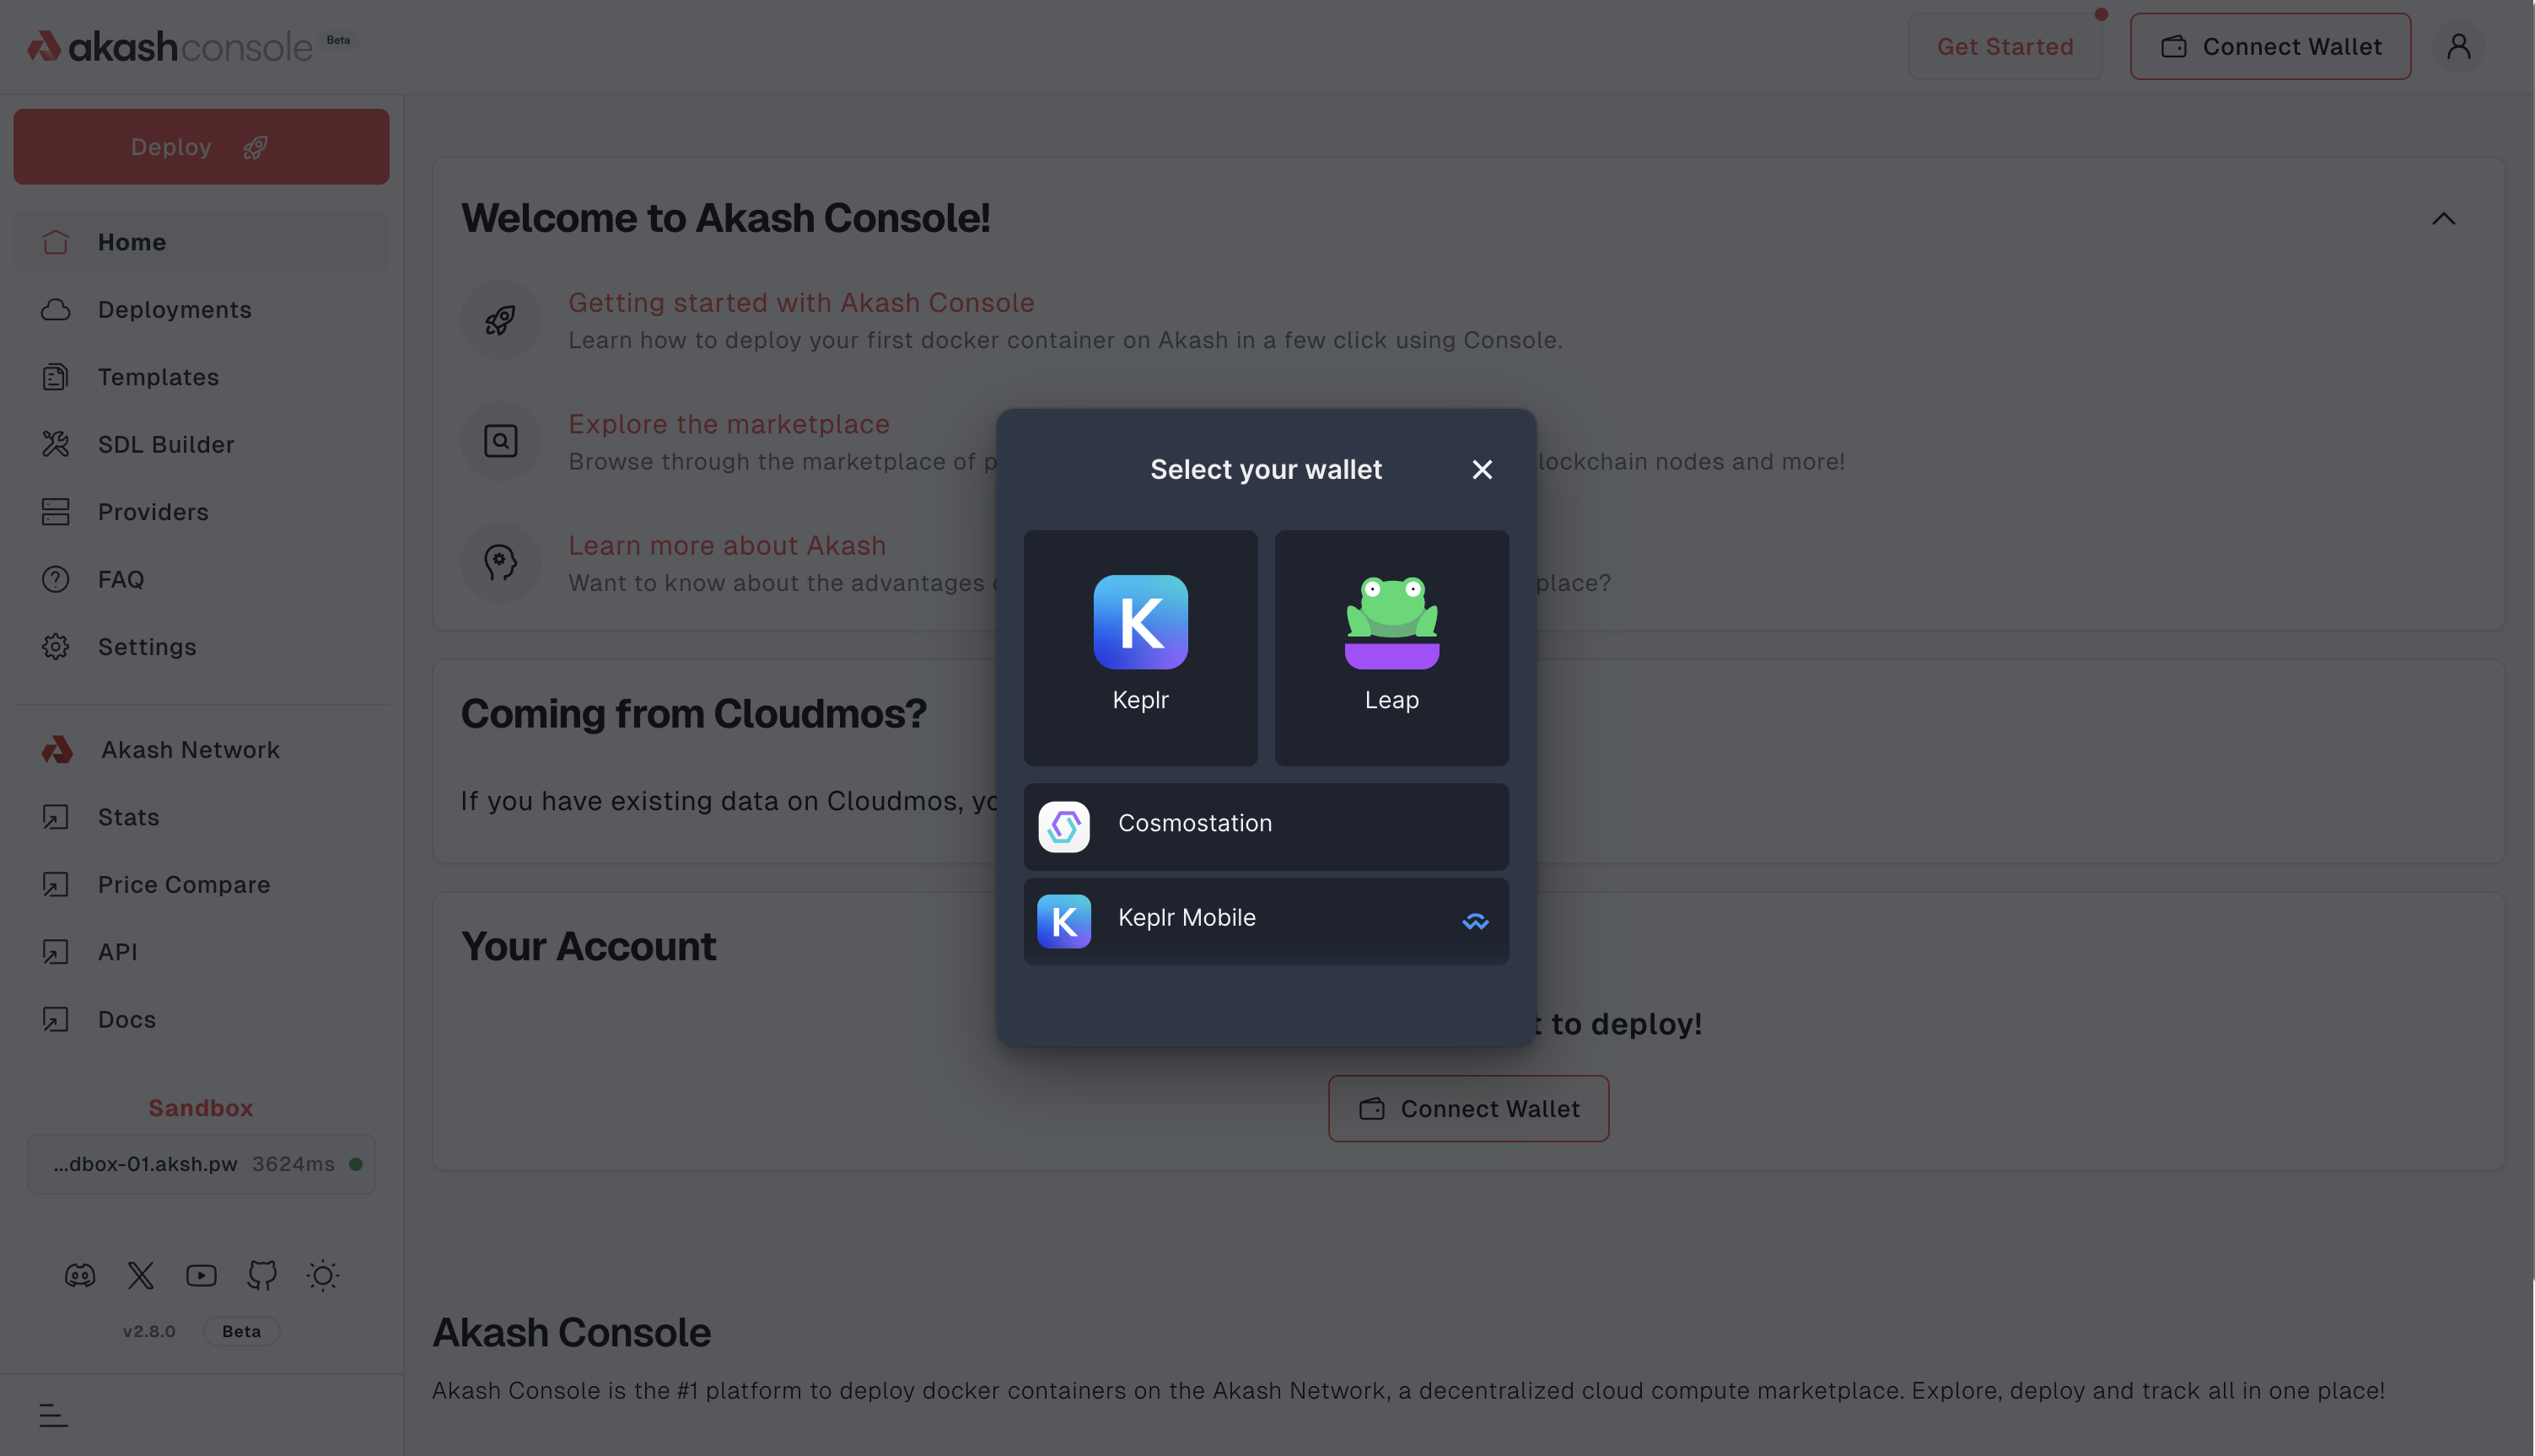 akashconsole Beta
Get Started
Connect Wallet
Deploy
Home
Deployments
Templates
SDL Builder
Providers
FAQ
Settings
Akash Network
Stats
Price Compare
API
Docs
Sandbox
...dbox-01.aksh.pw 3624ms
v2.8.0 Beta
Welcome to Akash Console!
Getting started with Akash Console
Learn how to deploy your first docker container on Akash in a few click using Console.
Explore the marketplace
Browse through the marketplace of p
lockchain nodes and more!
Learn more about Akash
Want to know about the advantages
place?
Coming from Cloudmos?
If you have existing data on Cloudmos, yo
Your Account
t to deploy!
Connect Wallet
Select your wallet
K
Keplr
Leap
Cosmostation
K
Keplr Mobile
Akash Console
Akash Console is the #1 platform to deploy docker containers on the Akash Network, a decentralized cloud compute marketplace. Explore, deploy and track all in one place!